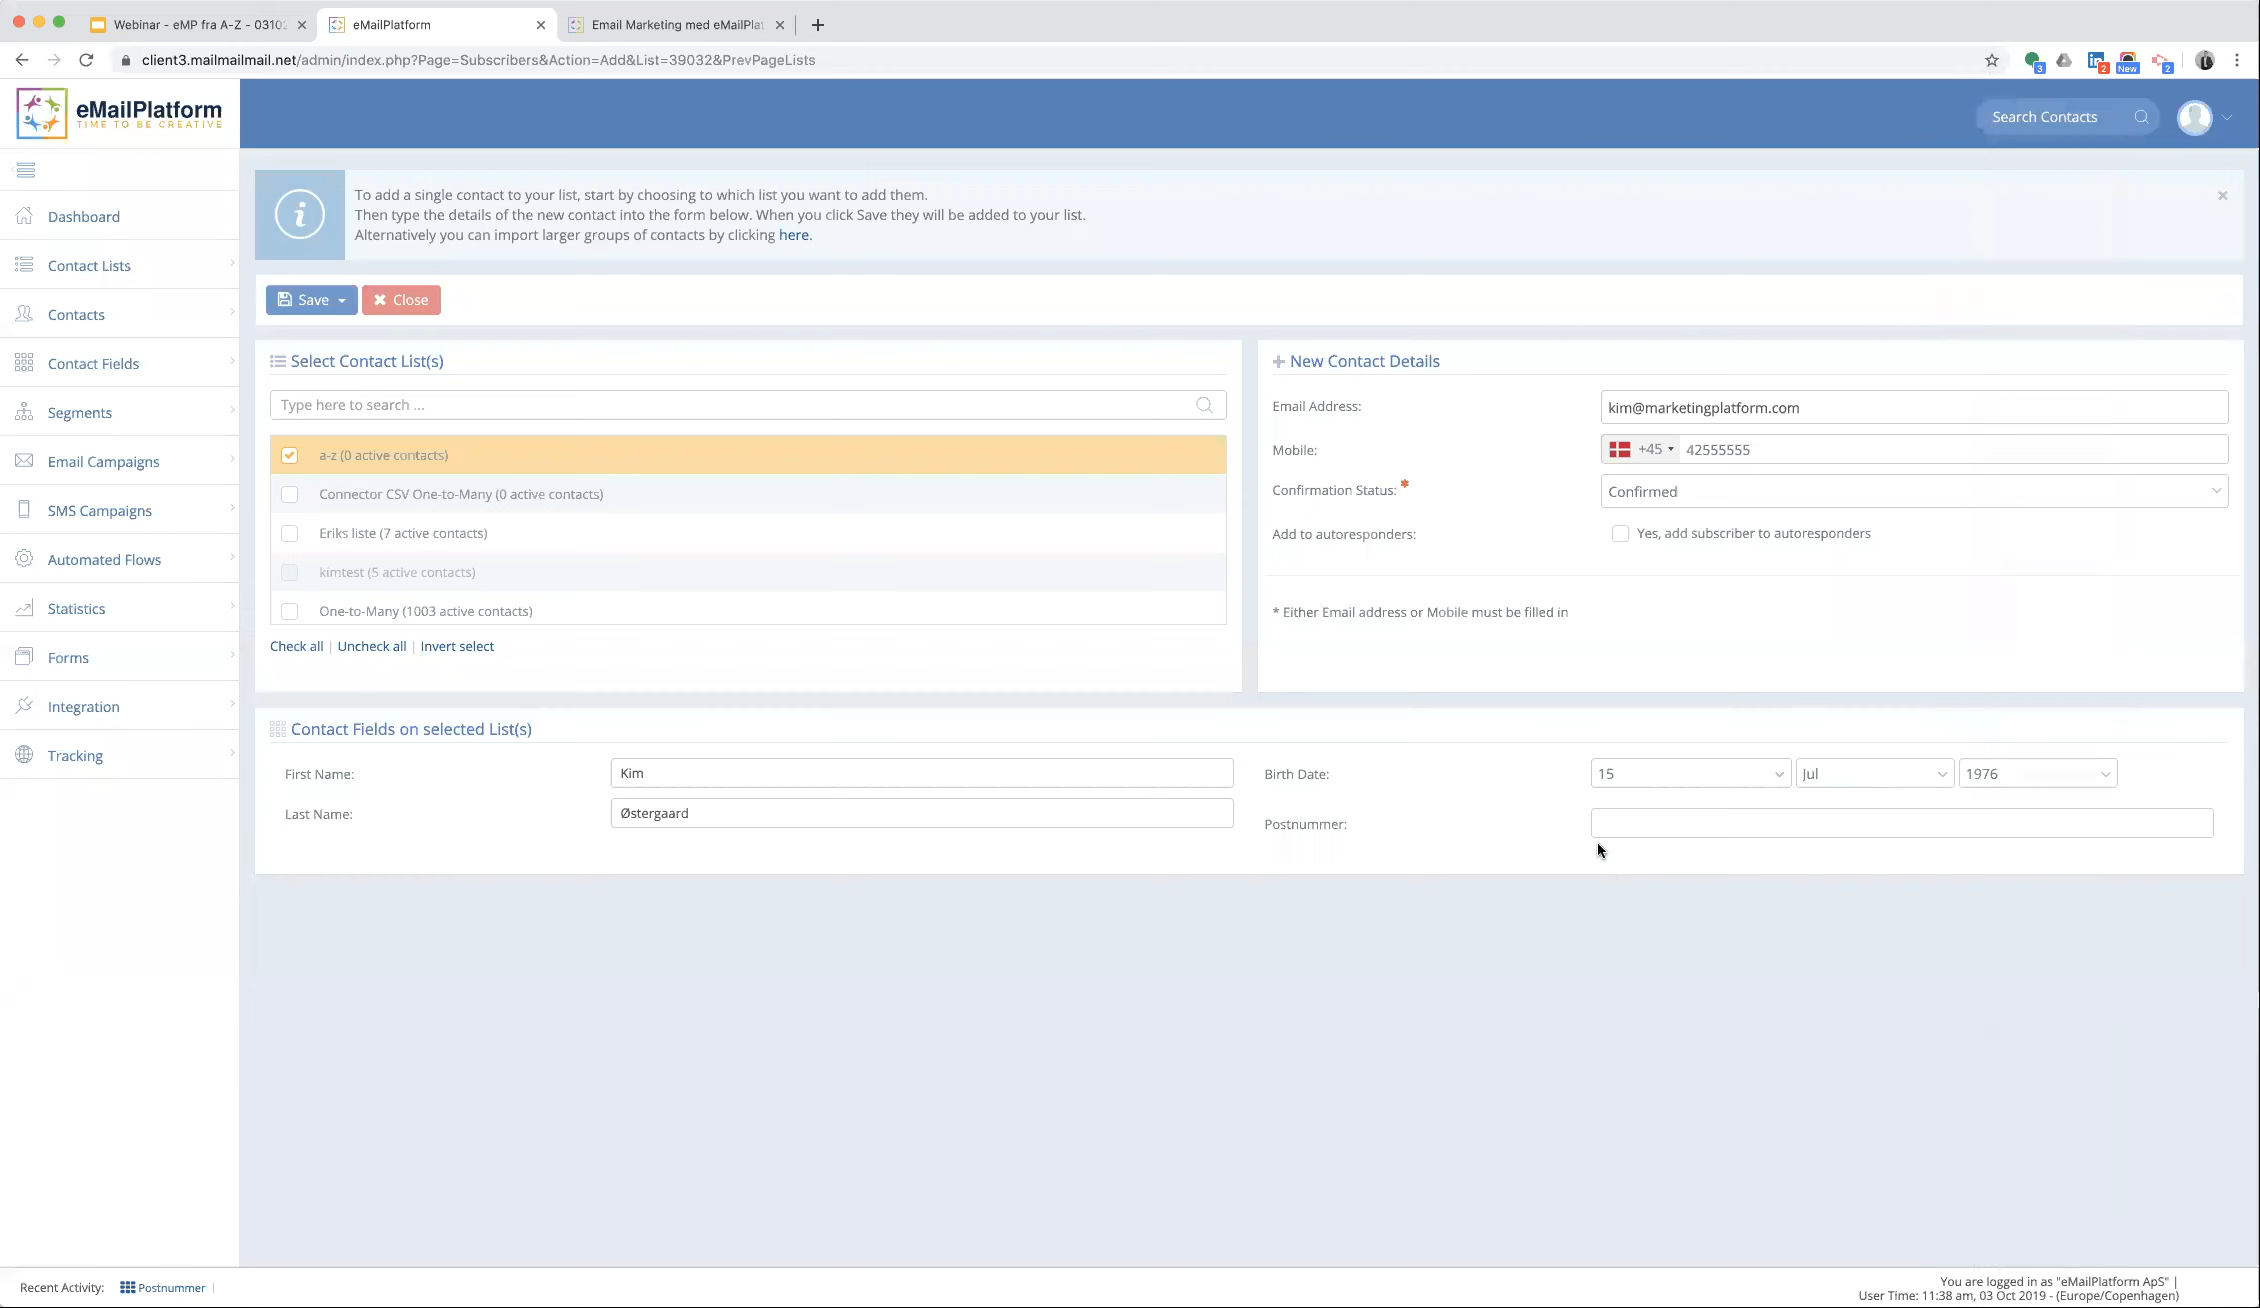 Webinar - eMP fra A-Z - 0310
eMailPlatform
Email Marketing med eMailPlat
client3.mailmailmail.net/admin/index.php?Page=Subscribers&Action=Add&List=39032&PrevPageLists
3
2
New
2
eMailPlatform
TIME TO BE CREATIVE
Search Contacts
Dashboard
Contact Lists
Contacts
Contact Fields
Segments
Email Campaigns
SMS Campaigns
Automated Flows
Statistics
Forms
Integration
Tracking
To add a single contact to your list, start by choosing to which list you want to add them.
Then type the details of the new contact into the form below. When you click Save they will be added to your list.
Alternatively you can import larger groups of contacts by clicking here.
Save
Close
Select Contact List(s)
Type here to search ...
a-z (0 active contacts)
Connector CSV One-to-Many (0 active contacts)
Eriks liste (7 active contacts)
kimtest (5 active contacts)
One-to-Many (1003 active contacts)
Check all | Uncheck all | Invert select
New Contact Details
Email Address: kim@marketingplatform.com
Mobile: +45 42555555
Confirmation Status: * Confirmed
Add to autoresponders: Yes, add subscriber to autoresponders
* Either Email address or Mobile must be filled in
Contact Fields on selected List(s)
First Name: Kim
Last Name: Østergaard
Birth Date: 15 Jul 1976
Postnummer:
Recent Activity: Postnummer |
You are logged in as "eMailPlatform ApS" |
User Time: 11:38 am, 03 Oct 2019 - (Europe/Copenhagen)